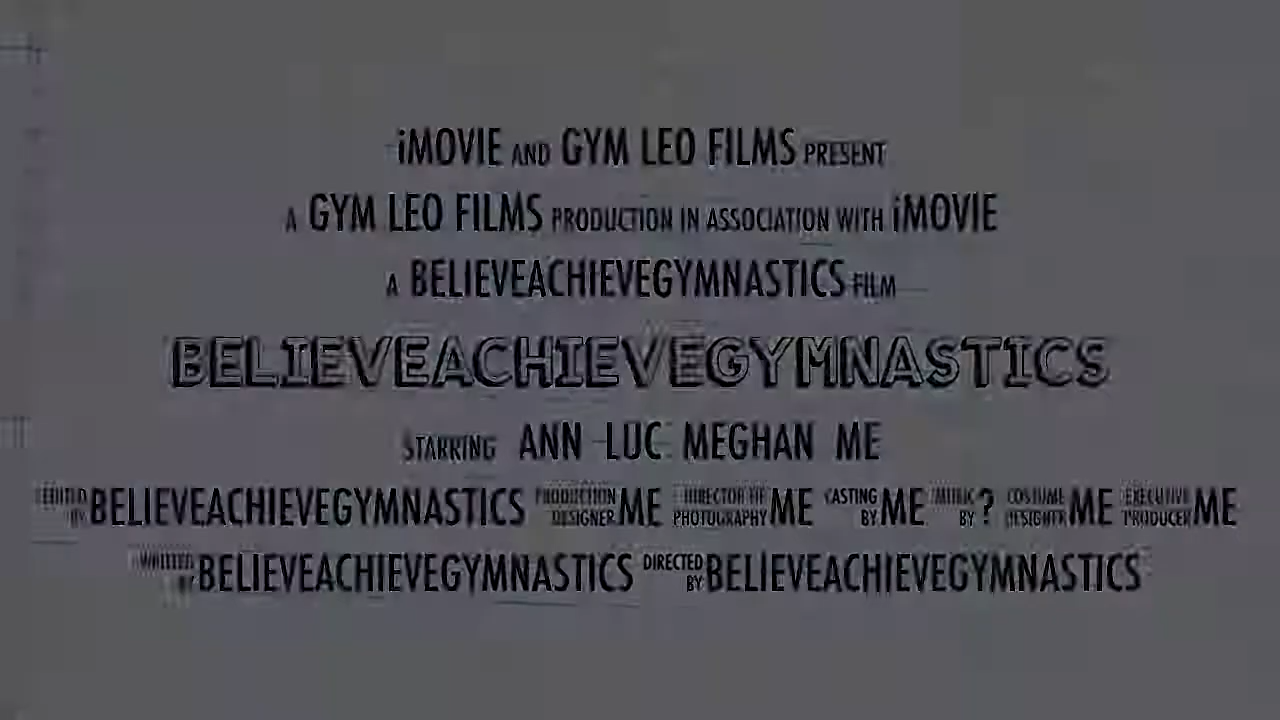 iMOVIE AND GYM LEO FILMS PRESENT
A GYM LEO FILMS PRODUCTION IN ASSOCIATION WITH iMOVIE
A BELIEVEACHIEVEGYMNASTICS FILM
BELIEVEACHIEVEGYMNASTICS
STARRING ANN LUC MEGHAN ME
EDITED BY BELIEVEACHIEVEGYMNASTICS PRODUCTION DESIGNER ME DIRECTOR OF PHOTOGRAPHY ME CASTING BY ME MUSIC BY ? COSTUME DESIGNER ME EXECUTIVE PRODUCER ME
WRITTEN BY BELIEVEACHIEVEGYMNASTICS DIRECTED BY BELIEVEACHIEVEGYMNASTICS